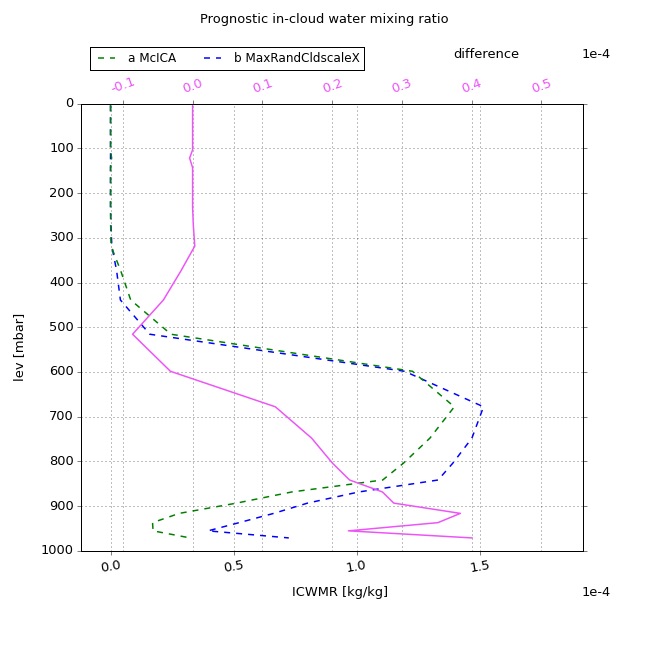 Prognostic in-cloud water mixing ratio
a McICA b MaxRandCldscaleX
difference 1e-4
-0.1 0.0 0.1 0.2 0.3 0.4 0.5
0
100
200
300
400
500
600
700
800
900
1000
lev [mbar]
0.0 0.5 1.0 1.5
ICWMR [kg/kg] 1e-4